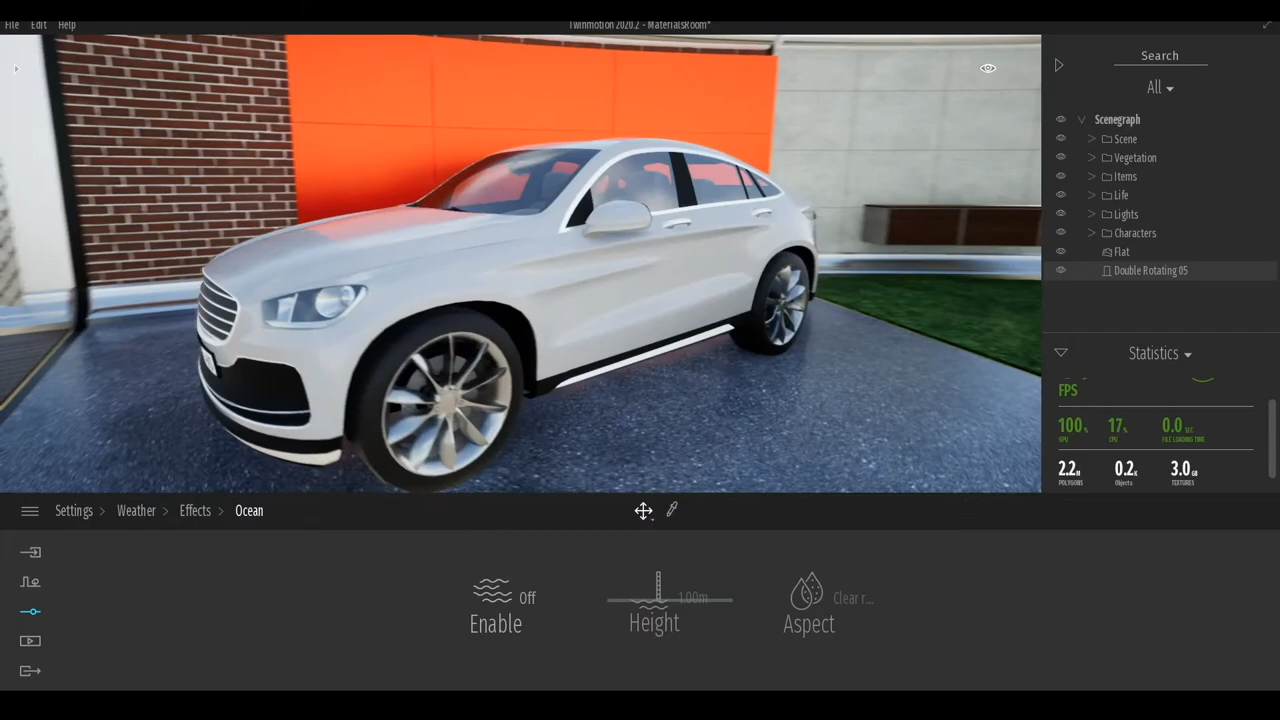 File Edit Help
Twinmotion 2020.2 - MaterialsRoom*
Search
All
Scenegraph
Scene
Vegetation
Items
Life
Lights
Characters
Flat
Double Rotating 05
Statistics
FPS
100% 17% 0.0 SEC
GPU CPU FILE LOADING TIME
2.2M 0.2K 3.0GB
POLYGONS Objects TEXTURES
Settings > Weather > Effects > Ocean
Off 1.00m Clear r...
Enable Height Aspect